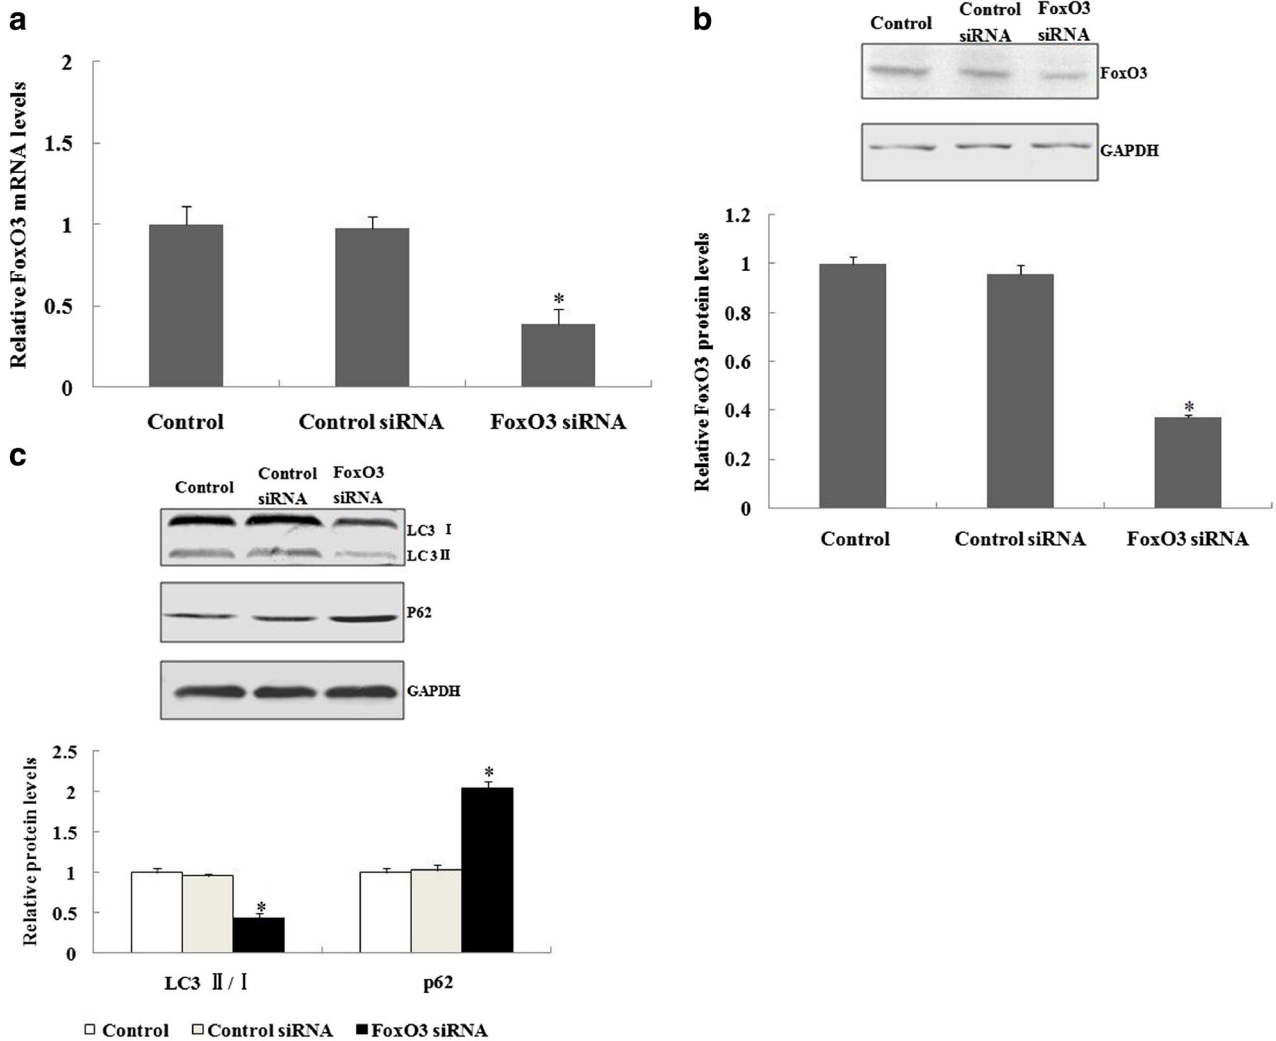 a
Relative FoxO3 mRNA levels
2
1.5
1
0.5
0
*
Control
Control siRNA
FoxO3 siRNA
b
Control
Control
siRNA
FoxO3
siRNA
FoxO3
GAPDH
Relative FoxO3 protein levels
1.2
1
0.8
0.6
0.4
0.2
0
*
Control
Control siRNA
FoxO3 siRNA
c
Control
Control
siRNA
FoxO3
siRNA
LC3 Ⅰ
LC3Ⅱ
P62
GAPDH
Relative protein levels
2.5
2
1.5
1
0.5
0
*
*
LC3 Ⅱ/Ⅰ
p62
Control
Control siRNA
FoxO3 siRNA